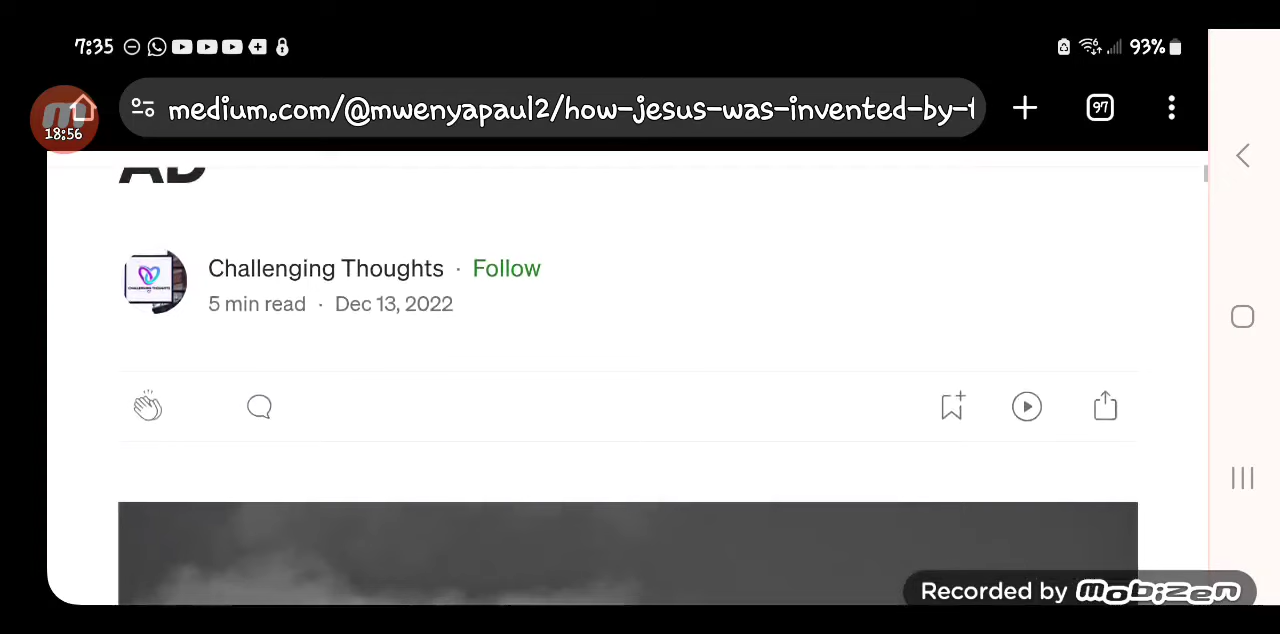 7:35 93%
18:56 medium.com/@mwenyapaul2/how-jesus-was-invented-by- 97
AD
Challenging Thoughts · Follow
5 min read · Dec 13, 2022
Recorded by mobizen